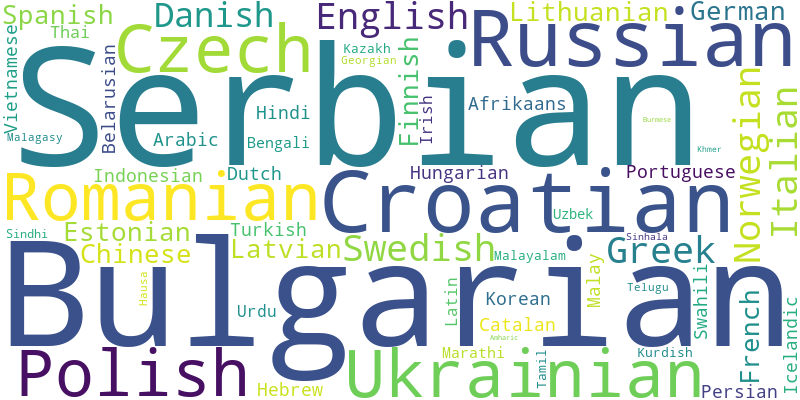 Spanish
Danish
English
Lithuanian
German
Thai
Czech
Kazakh
Georgian
Russian
Vietnamese
Belarusian
Serbian
Finnish
Irish
Afrikaans
Hindi
Burmese
Malagasy
Arabic
Bengali
Khmer
Norwegian
Italian
Indonesian
Dutch
Hungarian
Portuguese
Romanian
Croatian
Uzbek
Sindhi
Estonian
Turkish
Sinhala
Chinese
Latvian
Swedish
Malayalam
Greek
Bulgarian
Hausa
Urdu
Latin
Korean
Malay
Telugu
Swahili
French
Icelandic
Catalan
Amharic
Polish
Hebrew
Ukrainian
Marathi
Tamil
Kurdish
Persian